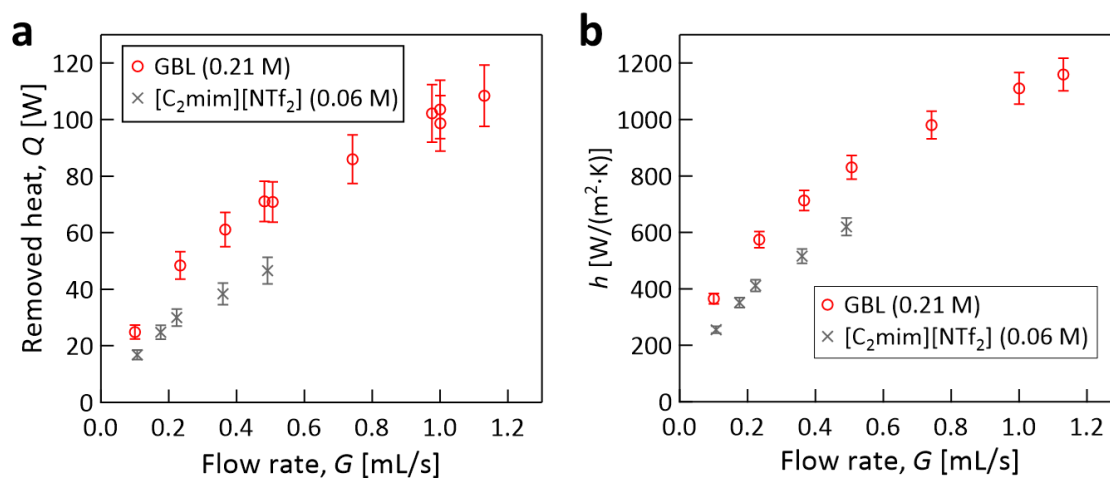 a
Removed heat, Q [W]
120
100
80
60
40
20
0
GBL (0.21 M)
[C₂mim][NTf₂] (0.06 M)
0.0 0.2 0.4 0.6 0.8 1.0 1.2
Flow rate, G [mL/s]
b
h [W/(m²·K)]
1200
1000
800
600
400
200
0
GBL (0.21 M)
[C₂mim][NTf₂] (0.06 M)
0.0 0.2 0.4 0.6 0.8 1.0 1.2
Flow rate, G [mL/s]